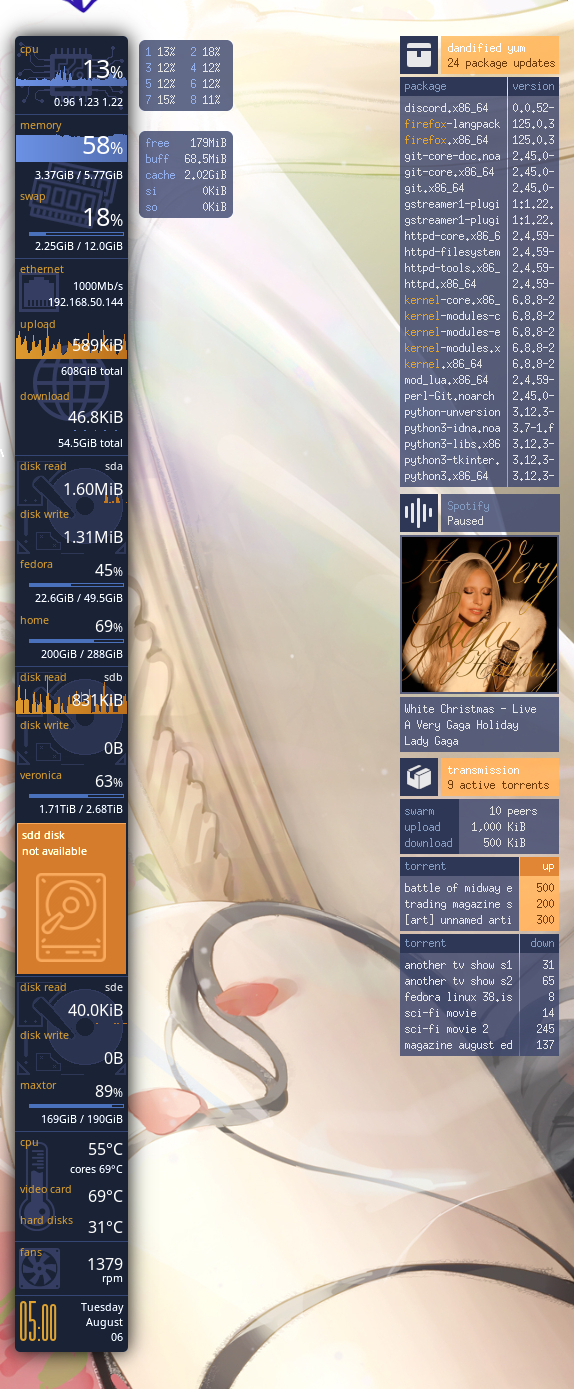 cpu
13%
0.96 1.23 1.22
memory
58%
3.37GiB / 5.77GiB
swap
18%
2.25GiB / 12.0GiB
ethernet
1000Mb/s
192.168.50.144
upload
589KiB
608GiB total
download
46.8KiB
54.5GiB total
disk read sda
1.60MiB
disk write
1.31MiB
fedora
45%
22.6GiB / 49.5GiB
home
69%
200GiB / 288GiB
disk read sdb
831KiB
disk write
0B
veronica
63%
1.71TiB / 2.68TiB
sdd disk
not available
disk read sde
40.0KiB
disk write
0B
maxtor
89%
169GiB / 190GiB
cpu
55°C
cores 69°C
video card
69°C
hard disks
31°C
fans
1379
rpm
05:00
Tuesday
August
06
1 13% 2 18%
3 12% 4 12%
5 12% 6 12%
7 15% 8 11%
free 179MiB
buff 68.5MiB
cache 2.02GiB
si 0KiB
so 0KiB
dandified yum
24 package updates
package version
discord.x86_64 0.0.52-
firefox-langpack 125.0.3
firefox.x86_64 125.0.3
git-core-doc.noa 2.45.0-
git-core.x86_64 2.45.0-
git.x86_64 2.45.0-
gstreamer1-plugi 1:1.22.
gstreamer1-plugi 1:1.22.
httpd-core.x86_6 2.4.59-
httpd-filesystem 2.4.59-
httpd-tools.x86_ 2.4.59-
httpd.x86_64 2.4.59-
kernel-core.x86_ 6.8.8-2
kernel-modules-c 6.8.8-2
kernel-modules-e 6.8.8-2
kernel-modules.x 6.8.8-2
kernel.x86_64 6.8.8-2
mod_lua.x86_64 2.4.59-
perl-Git.noarch 2.45.0-
python-unversion 3.12.3-
python3-idna.noa 3.7-1.f
python3-libs.x86 3.12.3-
python3-tkinter. 3.12.3-
python3.x86_64 3.12.3-
Spotify
Paused
A Very
Gaga
Holiday
White Christmas - Live
A Very Gaga Holiday
Lady Gaga
transmission
9 active torrents
swarm 10 peers
upload 1,000 KiB
download 500 KiB
torrent up
battle of midway e 500
trading magazine s 200
[art] unnamed arti 300
torrent down
another tv show s1 31
another tv show s2 65
fedora linux 38.is 8
sci-fi movie 14
sci-fi movie 2 245
magazine august ed 137